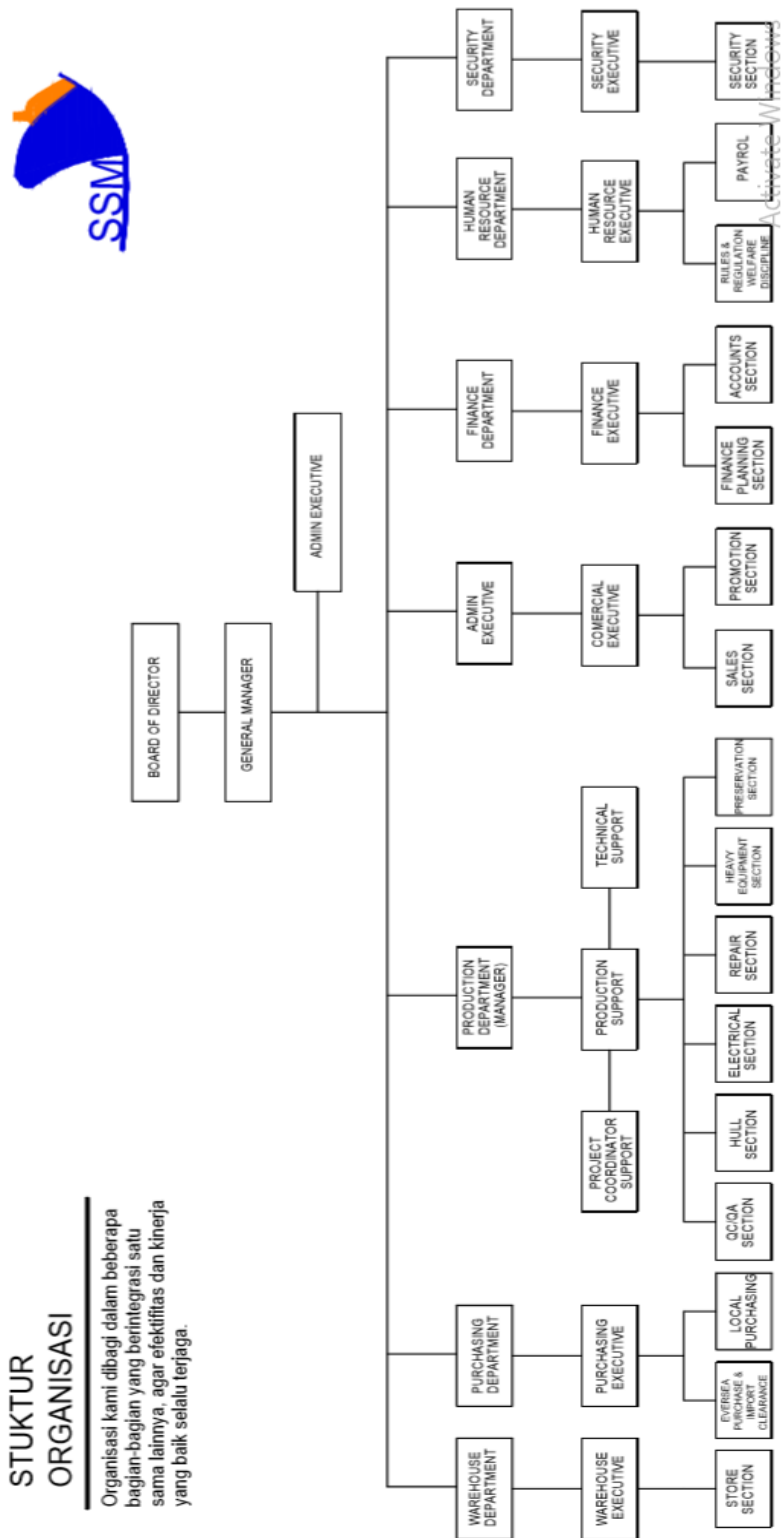 STUKTUR
ORGANISASI
Organisasi kami dibagi dalam beberapa
bagian-bagian yang berintegrasi satu
sama lainnya, agar efektifitas dan kinerja
yang baik selalu terjaga.
SSM
BOARD OF DIRECTOR
GENERAL MANAGER
ADMIN EXECUTIVE
WAREHOUSE
DEPARTMENT
PURCHASING
DEPARTMENT
PRODUCTION
DEPARTMENT
(MANAGER)
ADMIN
EXECUTIVE
FINANCE
DEPARTMENT
HUMAN
RESOURCE
DEPARTMENT
SECURITY
DEPARTMENT
WAREHOUSE
EXECUTIVE
PURCHASING
EXECUTIVE
PROJECT
COORDINATOR
SUPPORT
PRODUCTION
SUPPORT
TECHNICAL
SUPPORT
COMERCIAL
EXECUTIVE
FINANCE
EXECUTIVE
HUMAN
RESOURCE
EXECUTIVE
SECURITY
EXECUTIVE
STORE
SECTION
EVERSEA
PURCHASE &
IMPORT
CLEARANCE
LOCAL
PURCHASING
QC/QA
SECTION
HULL
SECTION
ELECTRICAL
SECTION
REPAIR
SECTION
HEAVY
EQUIPMENT
SECTION
PRESERVATION
SECTION
SALES
SECTION
PROMOTION
SECTION
FINANCE
PLANNING
SECTION
ACCOUNTS
SECTION
RULES &
REGULATION
WELFARE
DISCIPLINE
PAYROL
SECURITY
SECTION
Activate Windows